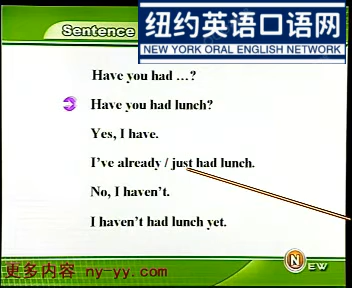 Sentence
纽约英语口语网
NEW YORK ORAL ENGLISH NETWORK
Have you had ...?
Have you had lunch?
Yes, I have.
I've already / just had lunch.
No, I haven't.
I haven't had lunch yet.
NEW
更多内容 ny-yy.com